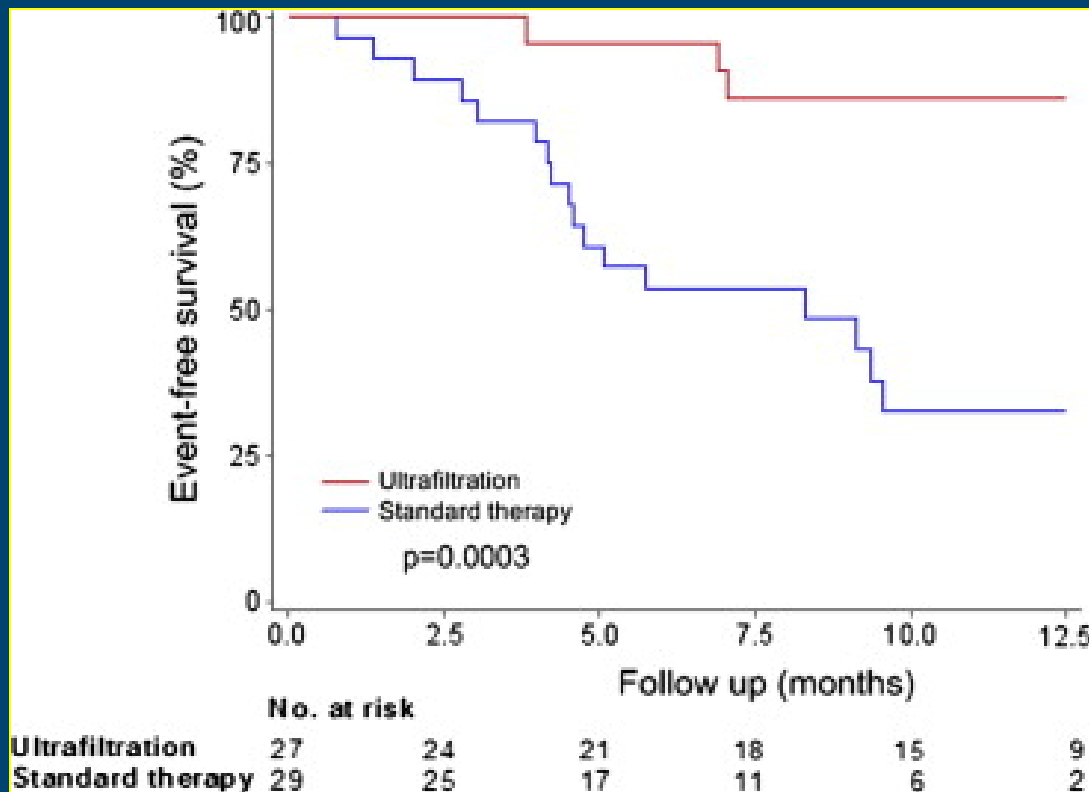 100
75
50
25
0
Event-free survival (%)
Ultrafiltration
Standard therapy
p=0.0003
0.0 2.5 5.0 7.5 10.0 12.5
Follow up (months)
No. at risk
Ultrafiltration 27 24 21 18 15 9
Standard therapy 29 25 17 11 6 2